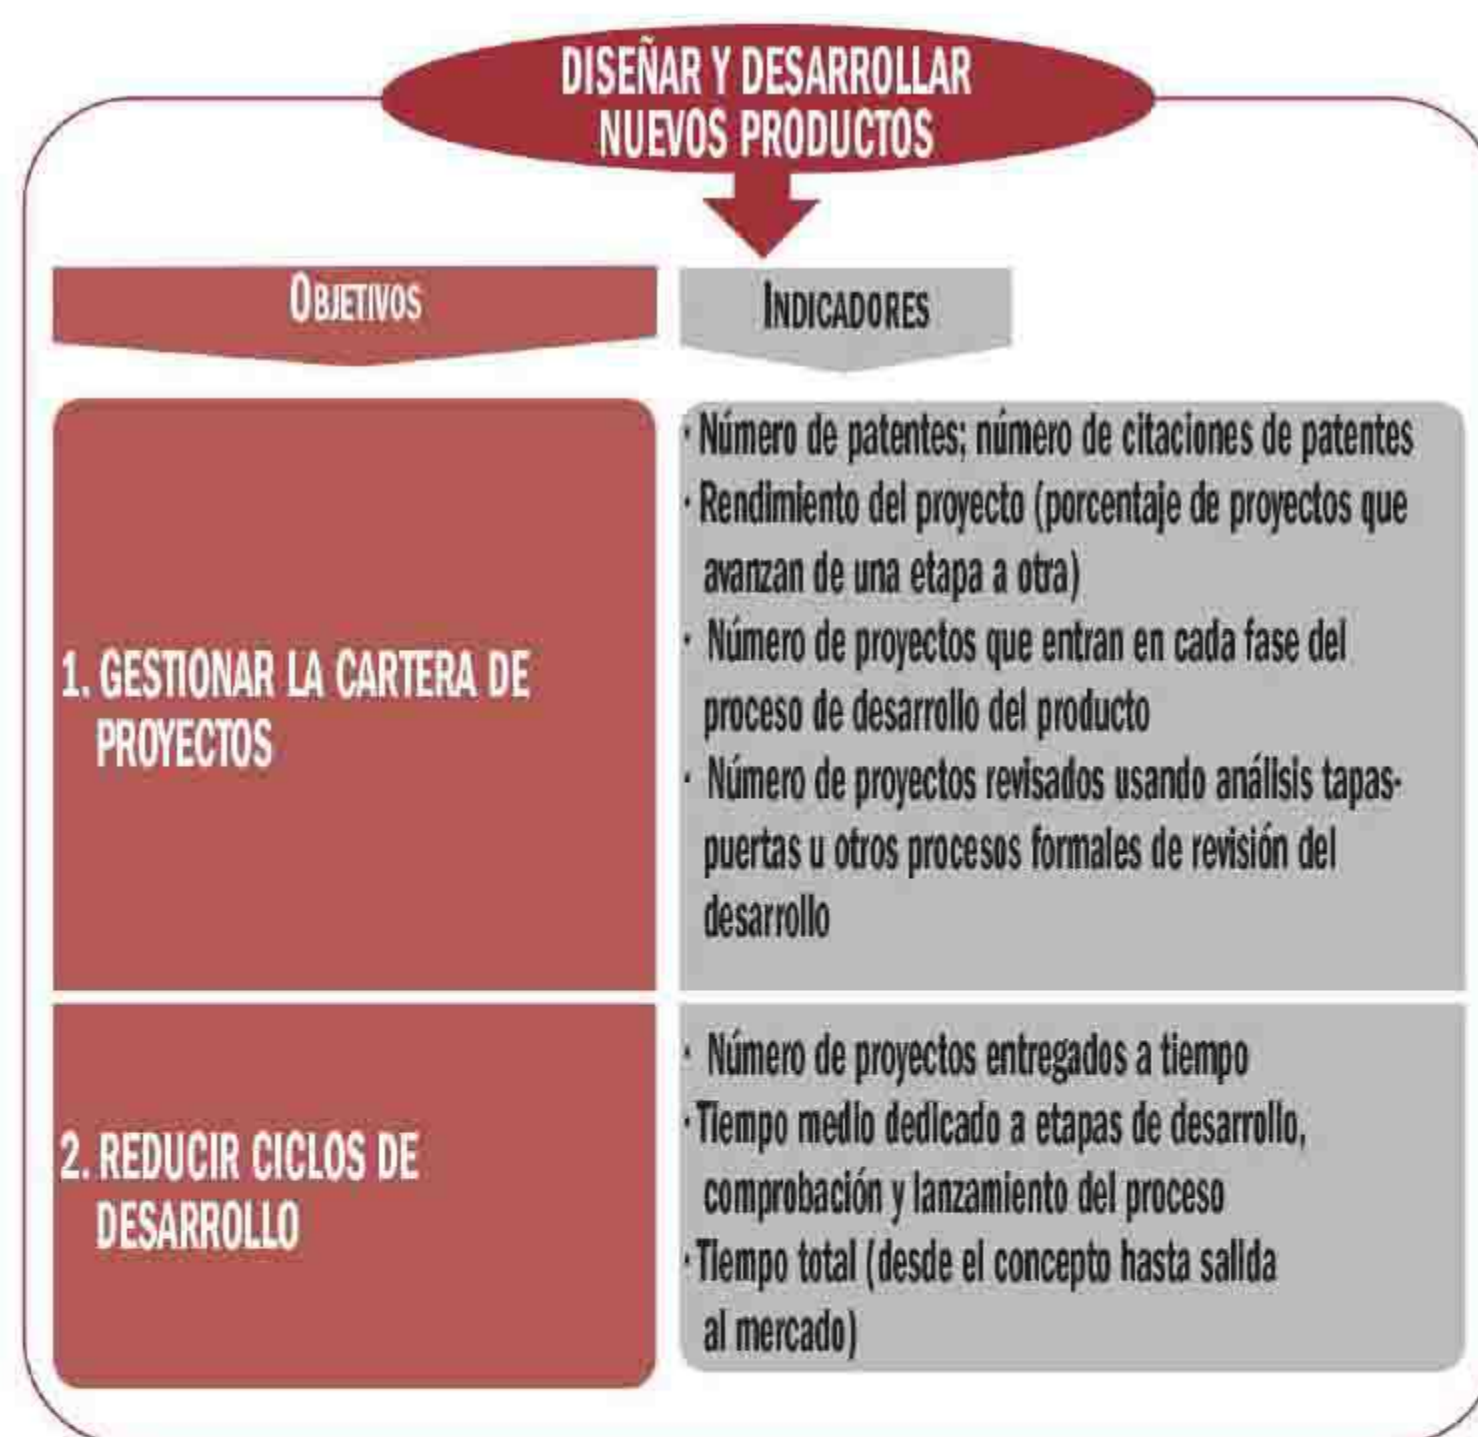 DISEÑAR Y DESARROLLAR
NUEVOS PRODUCTOS
OBJETIVOS
INDICADORES
1. GESTIONAR LA CARTERA DE
PROYECTOS
· Número de patentes; número de citaciones de patentes
· Rendimiento del proyecto (porcentaje de proyectos que
avanzan de una etapa a otra)
· Número de proyectos que entran en cada fase del
proceso de desarrollo del producto
· Número de proyectos revisados usando análisis tapas-
puertas u otros procesos formales de revisión del
desarrollo
2. REDUCIR CICLOS DE
DESARROLLO
· Número de proyectos entregados a tiempo
· Tiempo medio dedicado a etapas de desarrollo,
comprobación y lanzamiento del proceso
· Tiempo total (desde el concepto hasta salida
al mercado)